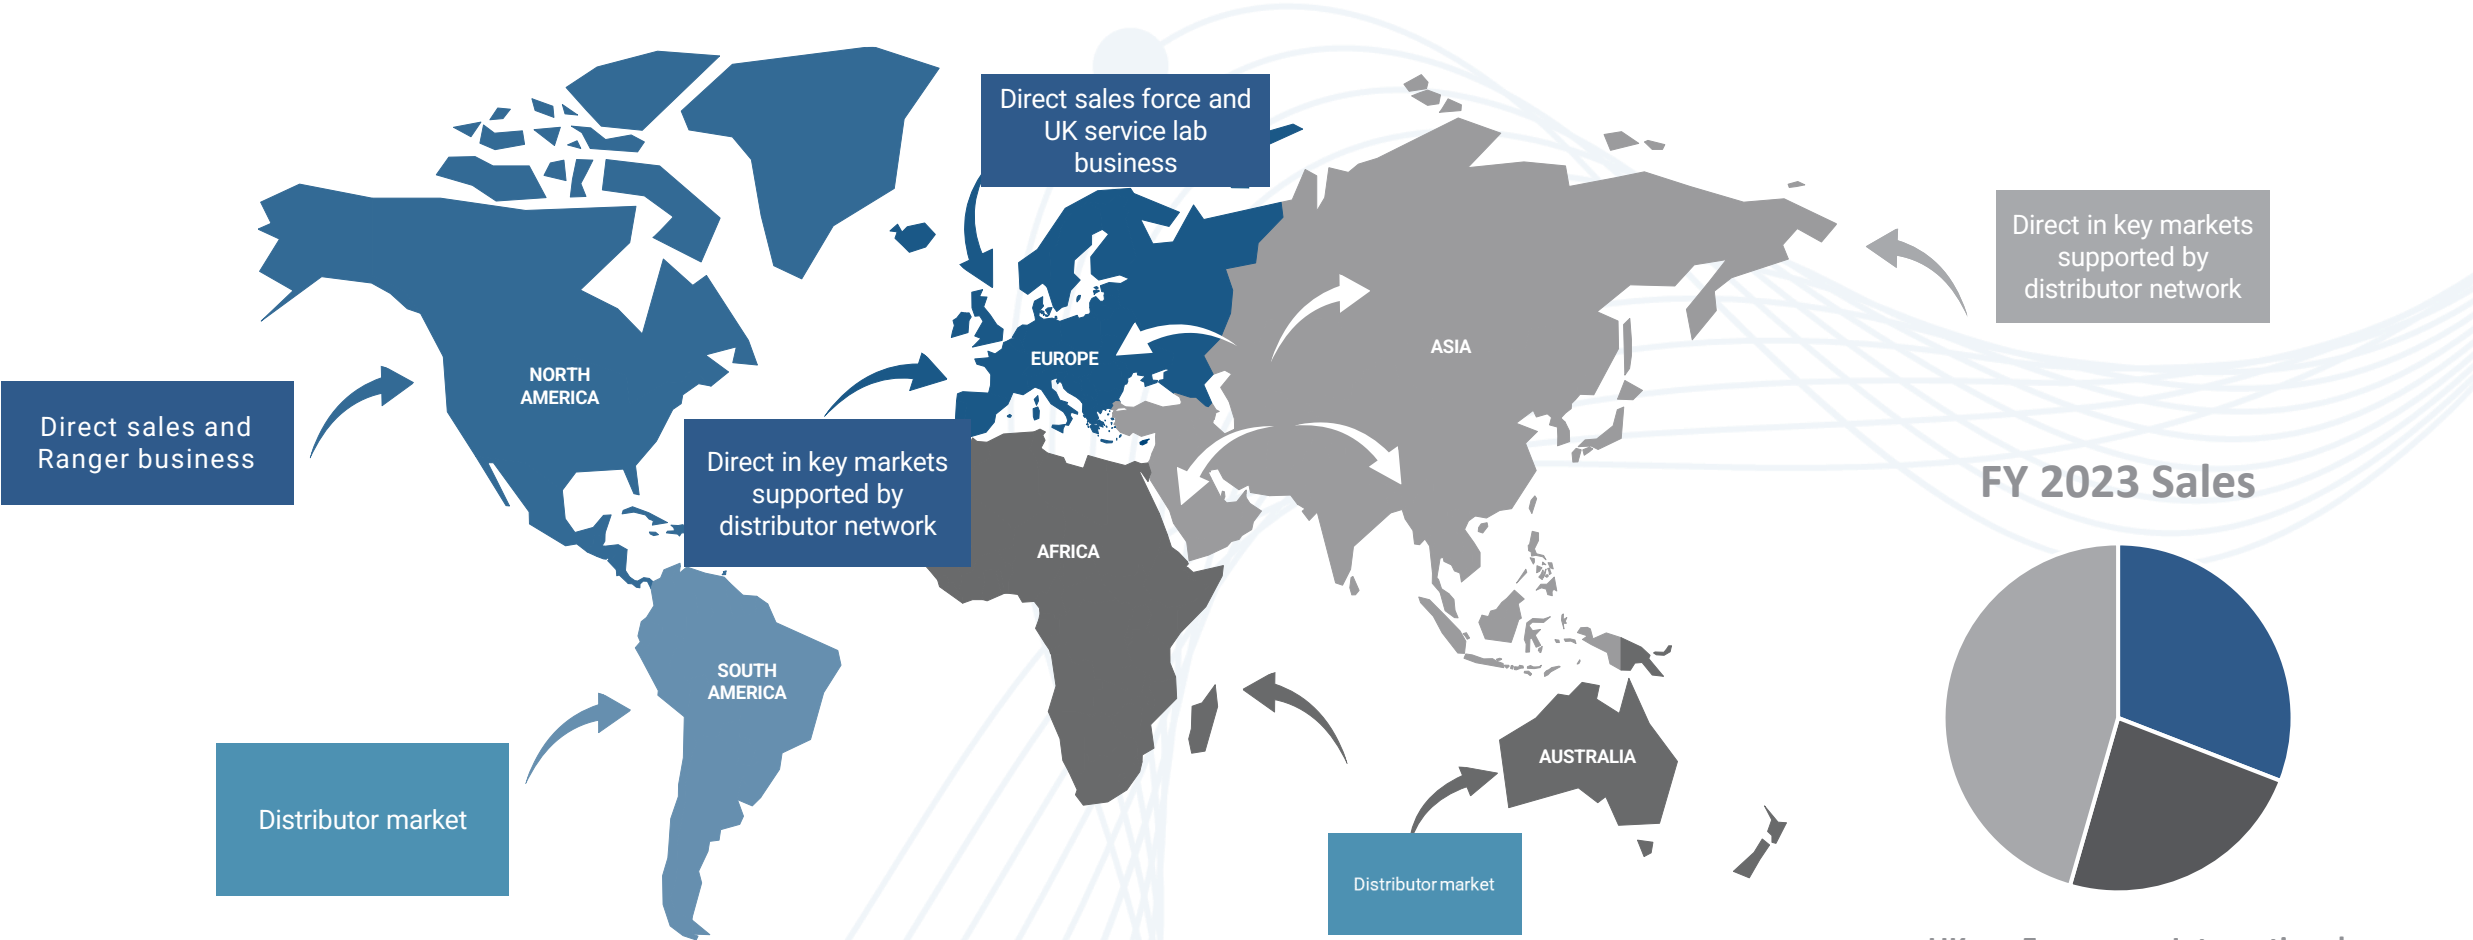 Direct sales force and
UK service lab
business
Direct in key markets
supported by
distributor network
EUROPE
ASIA
NORTH
AMERICA
Direct sales and
Ranger business
Direct in key markets
supported by
distributor network
FY 2023 Sales
AFRICA
SOUTH
AMERICA
AUSTRALIA
Distributor market
Distributor market